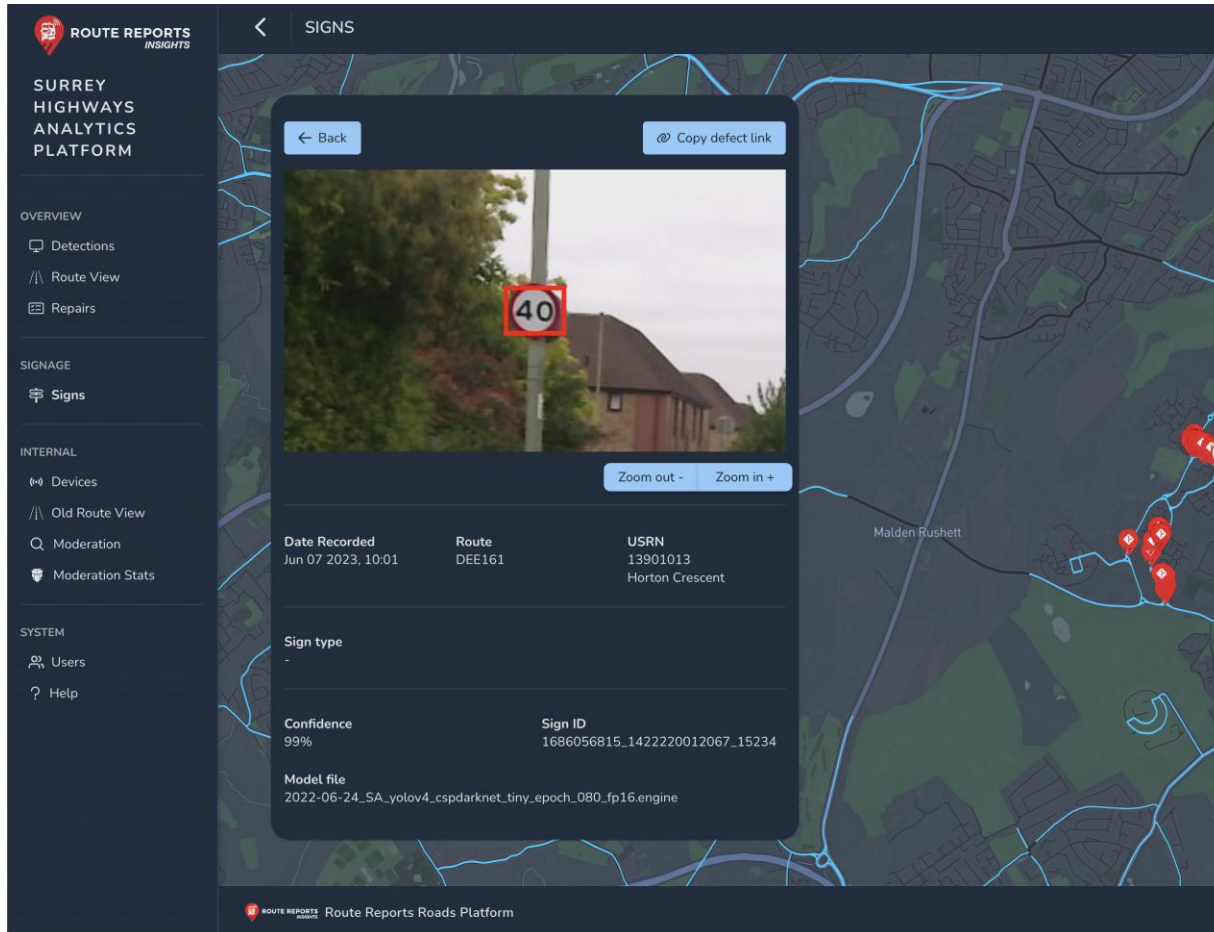 ROUTE REPORTS
INSIGHTS
SURREY
HIGHWAYS
ANALYTICS
PLATFORM
OVERVIEW
Detections
Route View
Repairs
SIGNAGE
Signs
INTERNAL
Devices
Old Route View
Moderation
Moderation Stats
SYSTEM
Users
? Help
SIGNS
← Back
Copy defect link
40
Zoom out -
Zoom in +
Date Recorded
Jun 07 2023, 10:01
Route
DEE161
USRN
13901013
Horton Crescent
Sign type
-
Confidence
99%
Sign ID
1686056815_1422220012067_15234
Model file
2022-06-24_SA_yolov4_cspdarknet_tiny_epoch_080_fp16.engine
Malden Rushett
ROUTE REPORTS
INSIGHTS
Route Reports Roads Platform